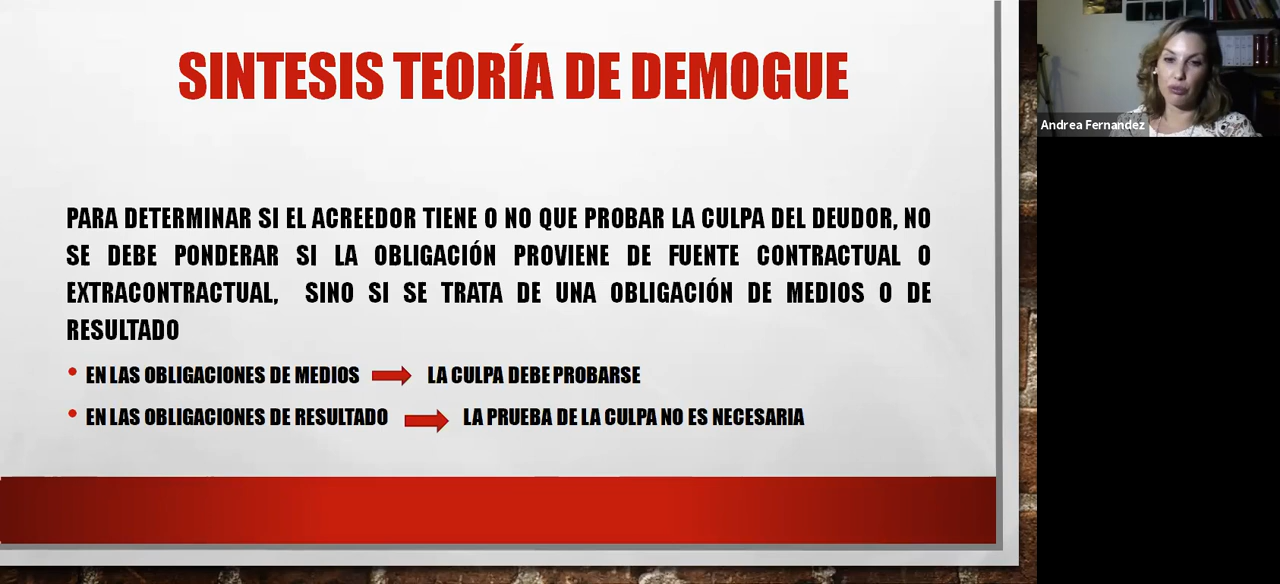 SINTESIS TEORÍA DE DEMOGUE
PARA DETERMINAR SI EL ACREEDOR TIENE O NO QUE PROBAR LA CULPA DEL DEUDOR, NO
SE DEBE PONDERAR SI LA OBLIGACIÓN PROVIENE DE FUENTE CONTRACTUAL O
EXTRACONTRACTUAL, SINO SI SE TRATA DE UNA OBLIGACIÓN DE MEDIOS O DE
RESULTADO
• EN LAS OBLIGACIONES DE MEDIOS LA CULPA DEBE PROBARSE
• EN LAS OBLIGACIONES DE RESULTADO LA PRUEBA DE LA CULPA NO ES NECESARIA
Andrea Fernandez